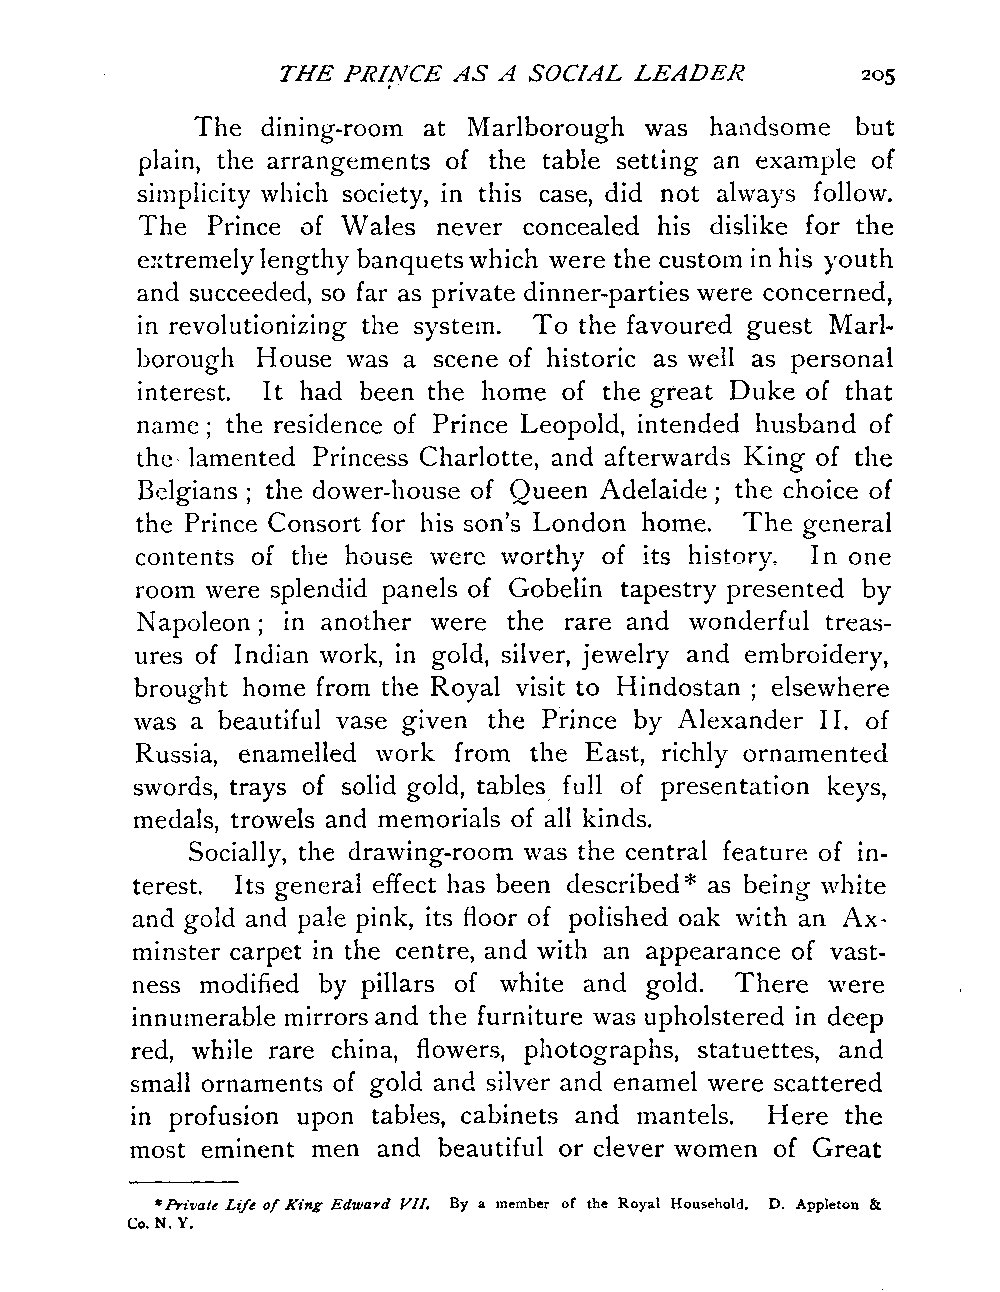 THE PRINCE AS A SOCIAL LEADER 205
The dining-room at Marlborough was handsome but
plain, the arrangements of the table setting an example of
simplicity which society, in this case, did not always follow.
The Prince of Wales never concealed his dislike for the
extremely lengthy banquets which were the custom in his youth
and succeeded, so far as private dinner-parties were concerned,
in revolutionizing the system. To the favoured guest Marl-
borough House was a scene of historic as well as personal
interest. It had been the home of the great Duke of that
name; the residence of Prince Leopold, intended husband of
the lamented Princess Charlotte, and afterwards King of the
Belgians; the dower-house of Queen Adelaide; the choice of
the Prince Consort for his son's London home. The general
contents of the house were worthy of its history. In one
room were splendid panels of Gobelin tapestry presented by
Napoleon; in another were the rare and wonderful treas-
ures of Indian work, in gold, silver, jewelry and embroidery,
brought home from the Royal visit to Hindostan; elsewhere
was a beautiful vase given the Prince by Alexander II. of
Russia, enamelled work from the East, richly ornamented
swords, trays of solid gold, tables full of presentation keys,
medals, trowels and memorials of all kinds.
Socially, the drawing-room was the central feature of in-
terest. Its general effect has been described* as being white
and gold and pale pink, its floor of polished oak with an Ax-
minster carpet in the centre, and with an appearance of vast-
ness modified by pillars of white and gold. There were
innumerable mirrors and the furniture was upholstered in deep
red, while rare china, flowers, photographs, statuettes, and
small ornaments of gold and silver and enamel were scattered
in profusion upon tables, cabinets and mantels. Here the
most eminent men and beautiful or clever women of Great
*Private Life of King Edward VII. By a member of the Royal Household. D. Appleton &
Co. N. Y.